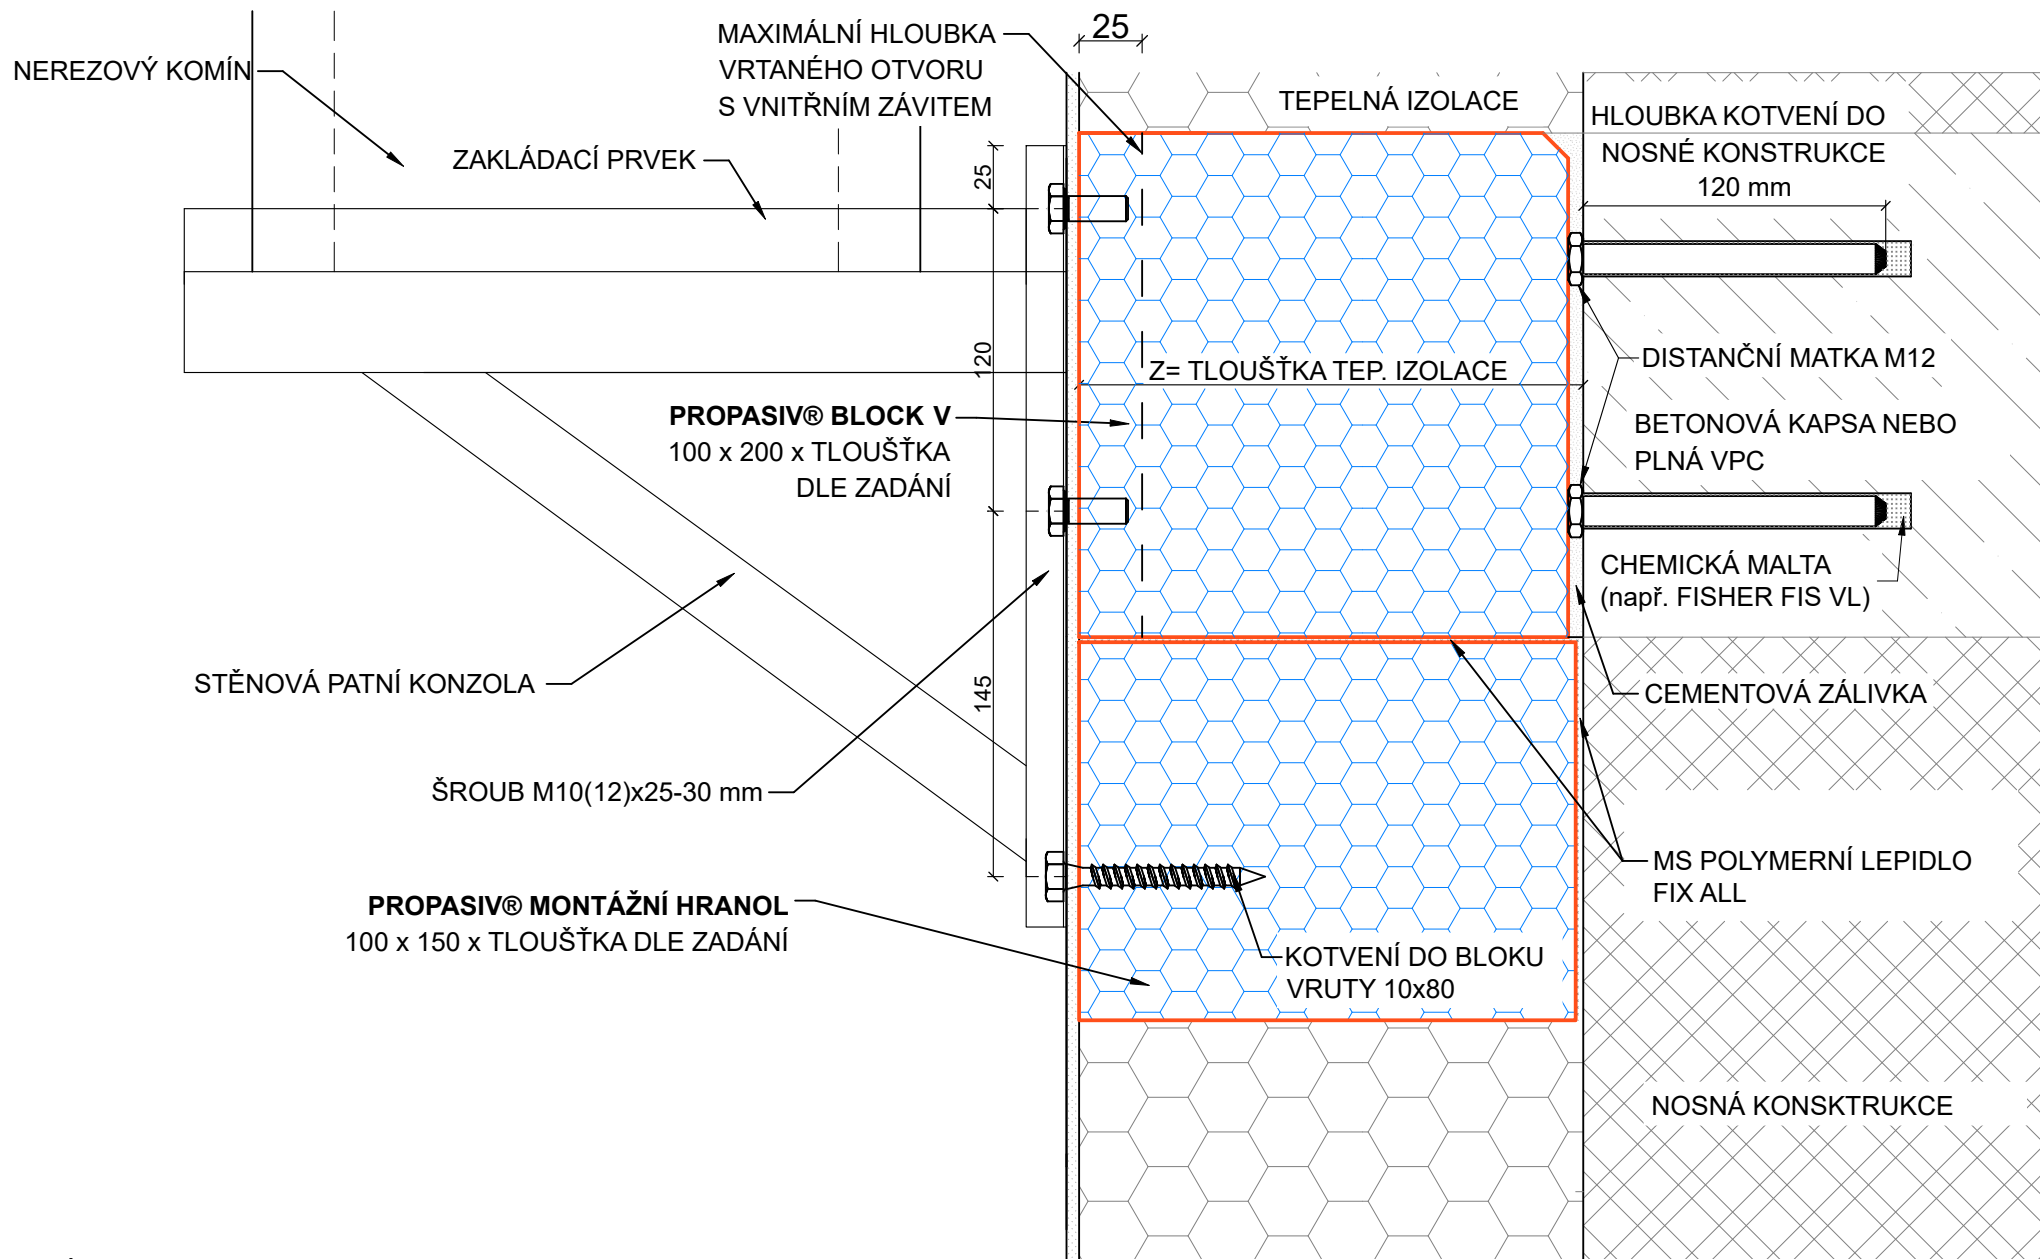 NEREZOVÝ KOMÍN
MAXIMÁLNÍ HLOUBKA
VRTANÉHO OTVORU
S VNITŘNÍM ZÁVITEM
25
TEPELNÁ IZOLACE
HLOUBKA KOTVENÍ DO
NOSNÉ KONSTRUKCE
120 mm
ZAKLÁDACÍ PRVEK
25
120
145
Z= TLOUŠŤKA TEP. IZOLACE
DISTANČNÍ MATKA M12
PROPASIV® BLOCK V
100 x 200 x TLOUŠŤKA
DLE ZADÁNÍ
BETONOVÁ KAPSA NEBO
PLNÁ VPC
CHEMICKÁ MALTA
(např. FISHER FIS VL)
STĚNOVÁ PATNÍ KONZOLA
CEMENTOVÁ ZÁLIVKA
ŠROUB M10(12)x25-30 mm
MS POLYMERNÍ LEPIDLO
FIX ALL
PROPASIV® MONTÁŽNÍ HRANOL
100 x 150 x TLOUŠŤKA DLE ZADÁNÍ
KOTVENÍ DO BLOKU
VRUTY 10x80
NOSNÁ KONSKTRUKCE